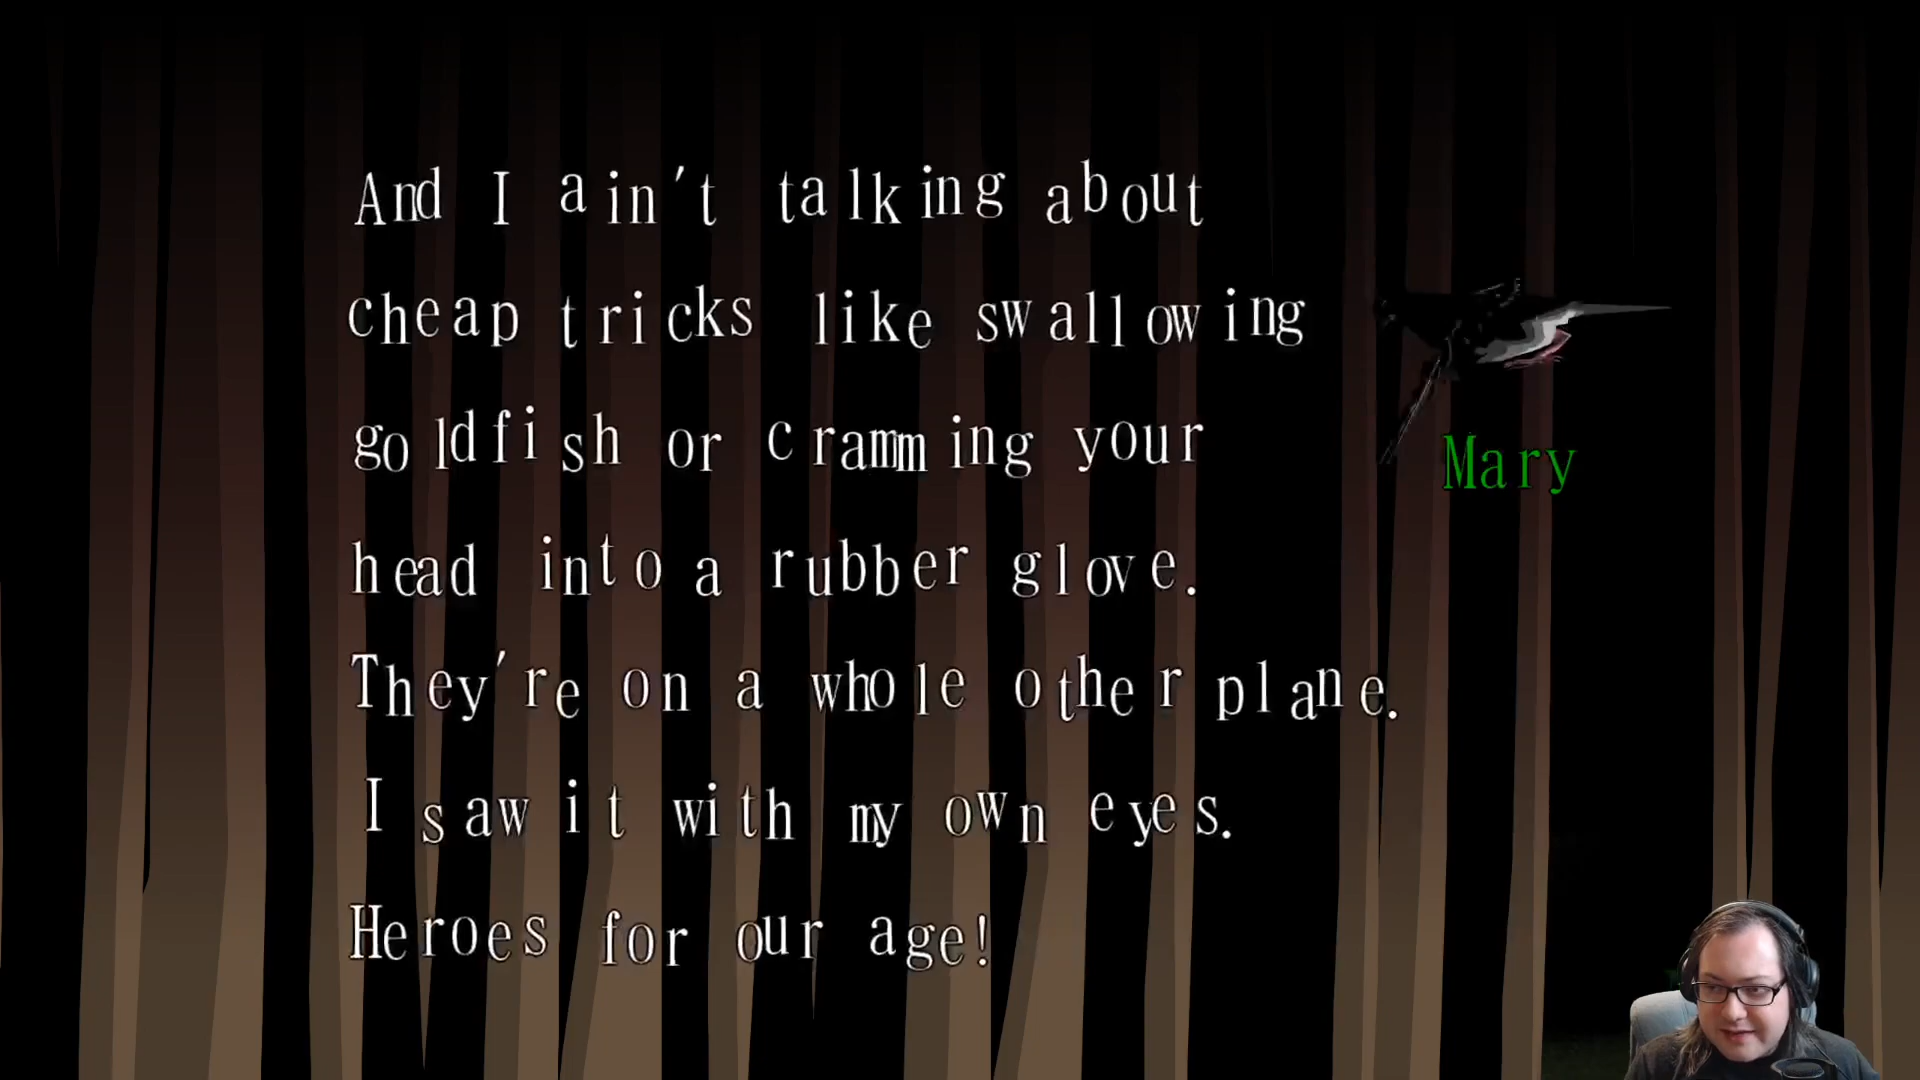 And I ain't talking about
cheap tricks like swallowing
goldfish or cramming your
head into a rubber glove.
They're on a whole other plane.
I saw it with my own eyes.
Heroes for our age!
Mary